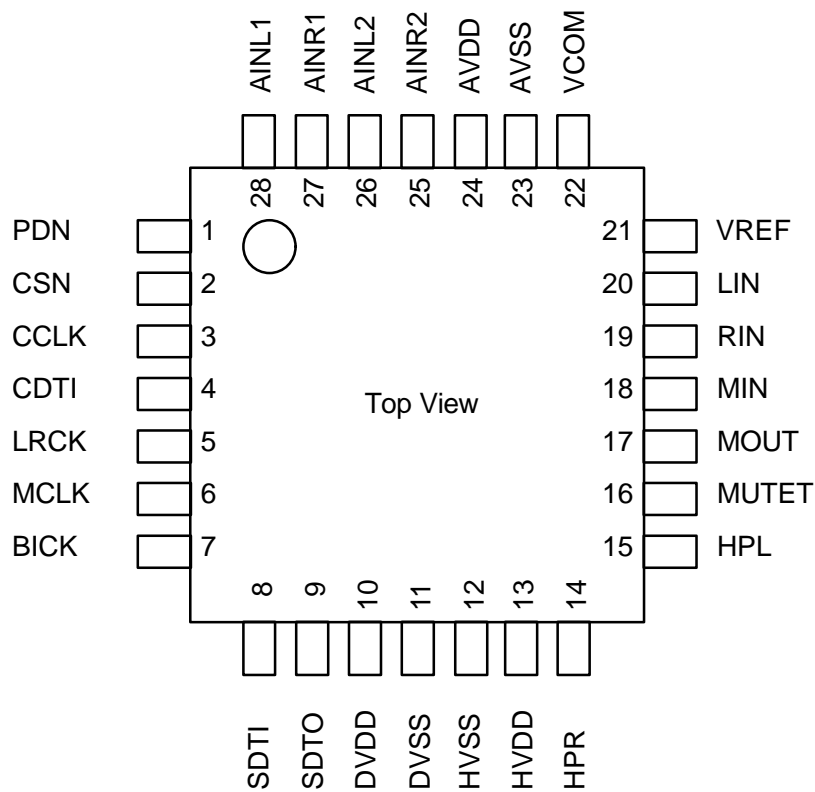 AINL1 AINR1 AINL2 AINR2 AVDD AVSS VCOM
28 27 26 25 24 23 22
PDN 1 21 VREF
CSN 2 20 LIN
CCLK 3 19 RIN
CDTI 4 Top View 18 MIN
LRCK 5 17 MOUT
MCLK 6 16 MUTET
BICK 7 15 HPL
8 9 10 11 12 13 14
SDTI SDTO DVDD DVSS HVSS HVDD HPR